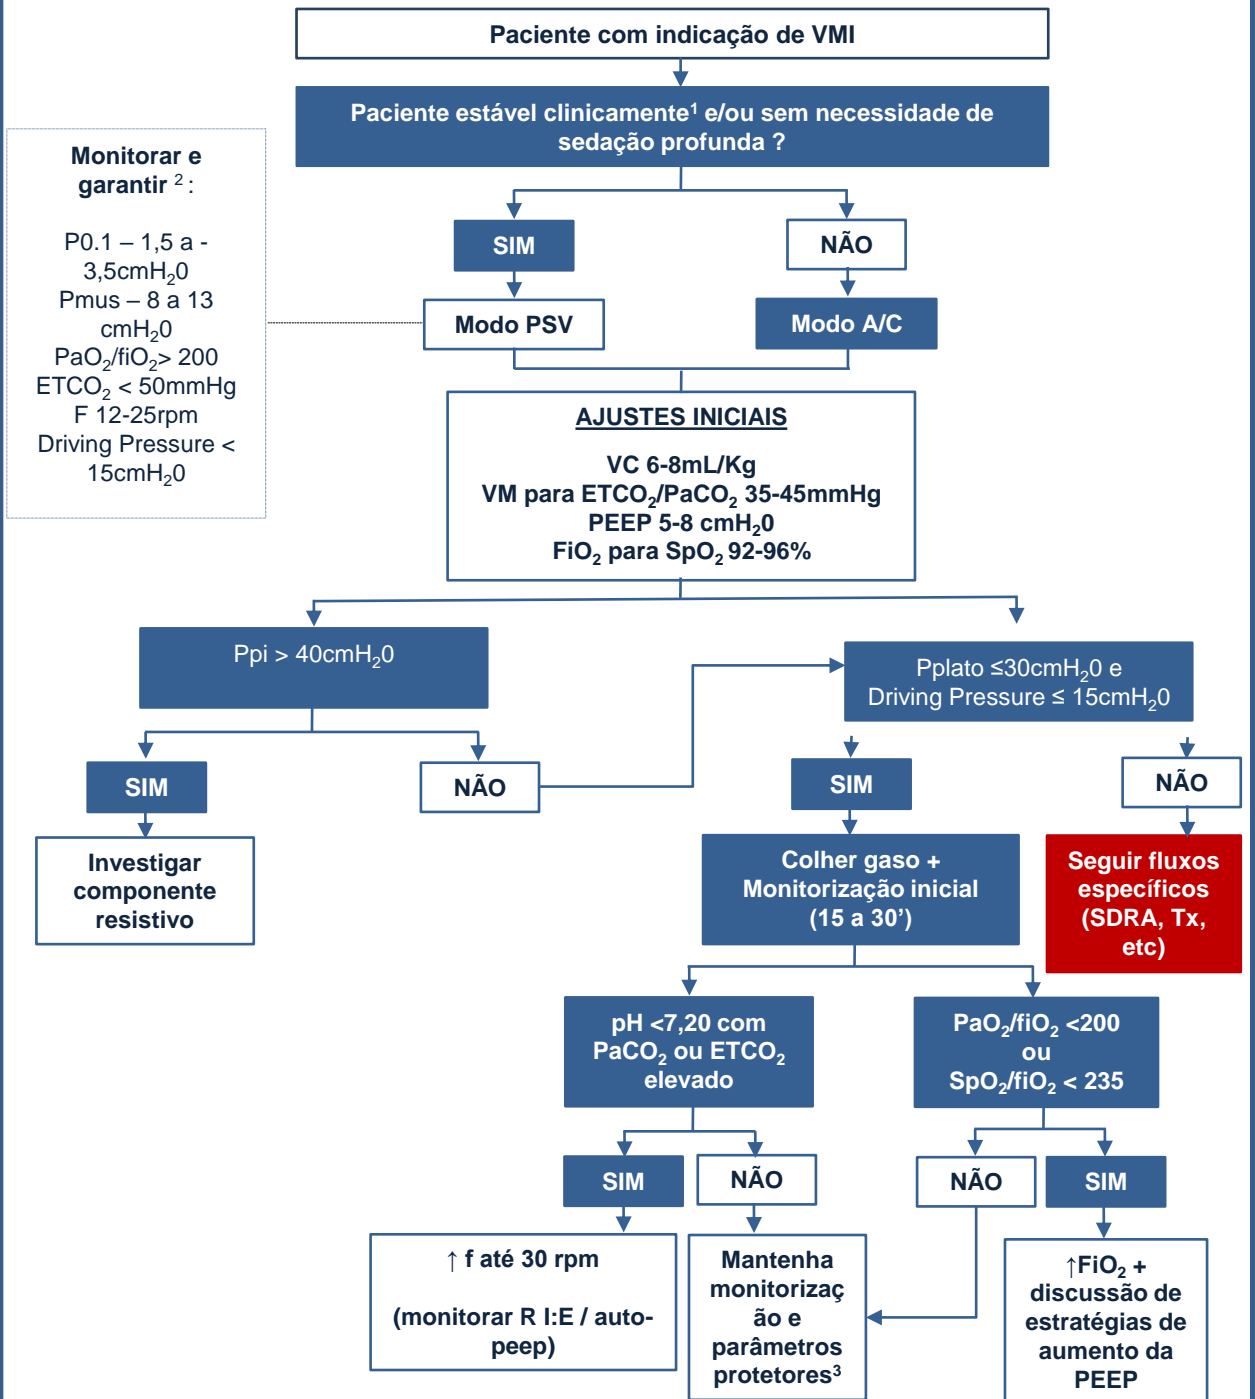 Paciente com indicação de VMI
Paciente estável clinicamente¹ e/ou sem necessidade de
sedação profunda ?
Monitorar e
garantir ² :
P0.1 – 1,5 a -
3,5cmH₂0
Pmus – 8 a 13
cmH₂0
PaO₂/fiO₂> 200
ETCO₂ < 50mmHg
F 12-25rpm
Driving Pressure <
15cmH₂0
SIM
NÃO
Modo PSV
Modo A/C
AJUSTES INICIAIS
VC 6-8mL/Kg
VM para ETCO₂/PaCO₂ 35-45mmHg
PEEP 5-8 cmH₂0
FiO₂ para SpO₂ 92-96%
Ppi > 40cmH₂0
Pplato ≤30cmH₂0 e
Driving Pressure ≤ 15cmH₂0
SIM
NÃO
SIM
NÃO
Investigar
componente
resistivo
Colher gaso +
Monitorização inicial
(15 a 30’)
Seguir fluxos
específicos
(SDRA, Tx,
etc)
pH <7,20 com
PaCO₂ ou ETCO₂
elevado
PaO₂/fiO₂ <200
ou
SpO₂/fiO₂ < 235
SIM
NÃO
NÃO
SIM
↑ f até 30 rpm
(monitorar R I:E / auto-
peep)
Mantenha
monitorizaç
ão e
parâmetros
protetores³
↑FiO₂ +
discussão de
estratégias de
aumento da
PEEP